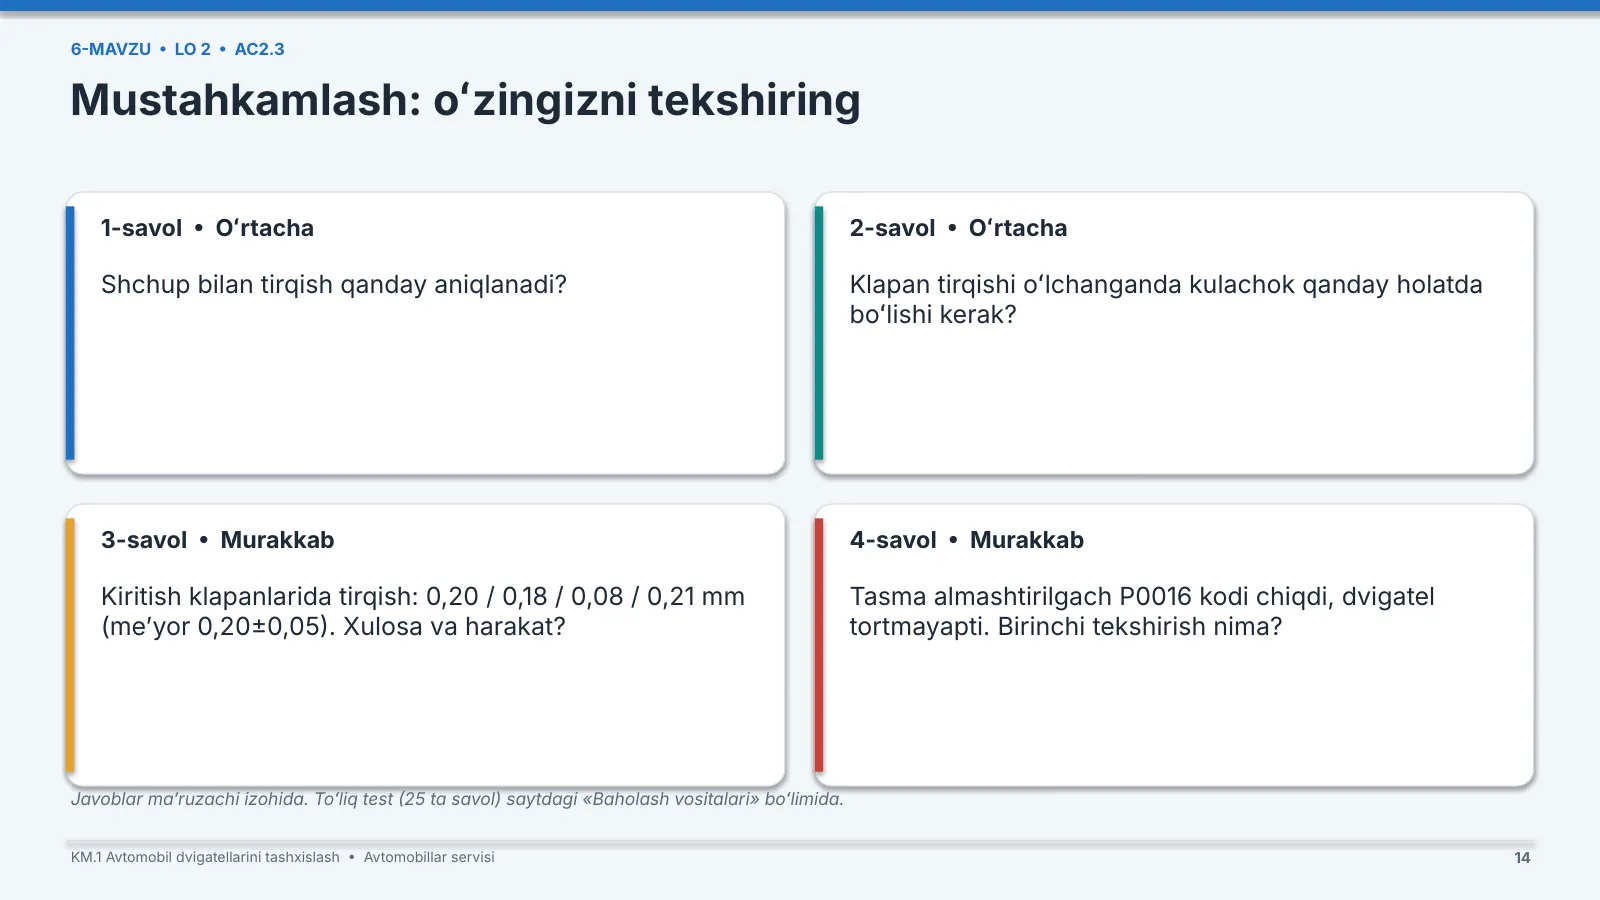 6-MAVZU • LO 2 • AC2.3
Mustahkamlash: oʻzingizni tekshiring
1-savol • Oʻrtacha
Shchup bilan tirqish qanday aniqlanadi?
2-savol • Oʻrtacha
Klapan tirqishi oʻlchanganda kulachok qanday holatda
boʻlishi kerak?
3-savol • Murakkab
Kiritish klapanlarida tirqish: 0,20 / 0,18 / 0,08 / 0,21 mm
(meʼyor 0,20±0,05). Xulosa va harakat?
4-savol • Murakkab
Tasma almashtirilgach P0016 kodi chiqdi, dvigatel
tortmayapti. Birinchi tekshirish nima?
Javoblar maʼruzachi izohida. Toʻliq test (25 ta savol) saytdagi «Baholash vositalari» boʻlimida.
KM.1 Avtomobil dvigatellarini tashxislash • Avtomobillar servisi
14